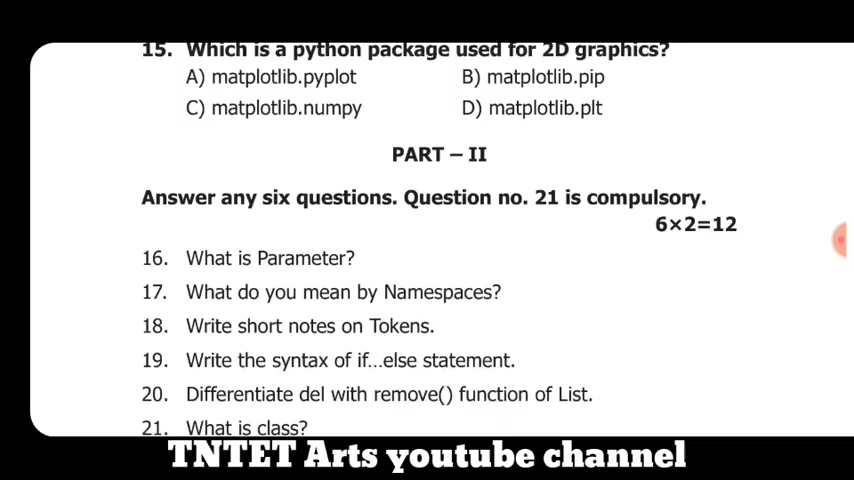 15. Which is a python package used for 2D graphics?
A) matplotlib.pyplot B) matplotlib.pip
C) matplotlib.numpy D) matplotlib.plt
PART – II
Answer any six questions. Question no. 21 is compulsory.
6×2=12
16. What is Parameter?
17. What do you mean by Namespaces?
18. Write short notes on Tokens.
19. Write the syntax of if...else statement.
20. Differentiate del with remove() function of List.
21. What is class?
TNTET Arts youtube channel